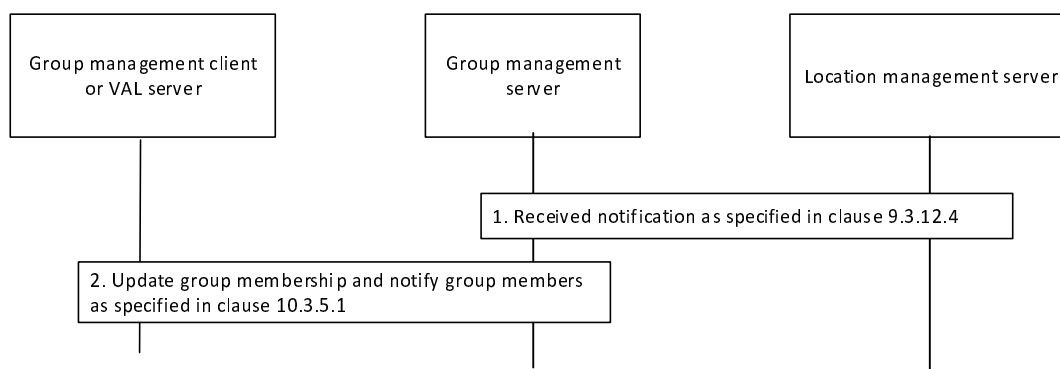 Group management client
or VAL server
Group management
server
Location management server
1. Received notification as specified in clause 9.3.12.4
2. Update group membership and notify group members
as specified in clause 10.3.5.1